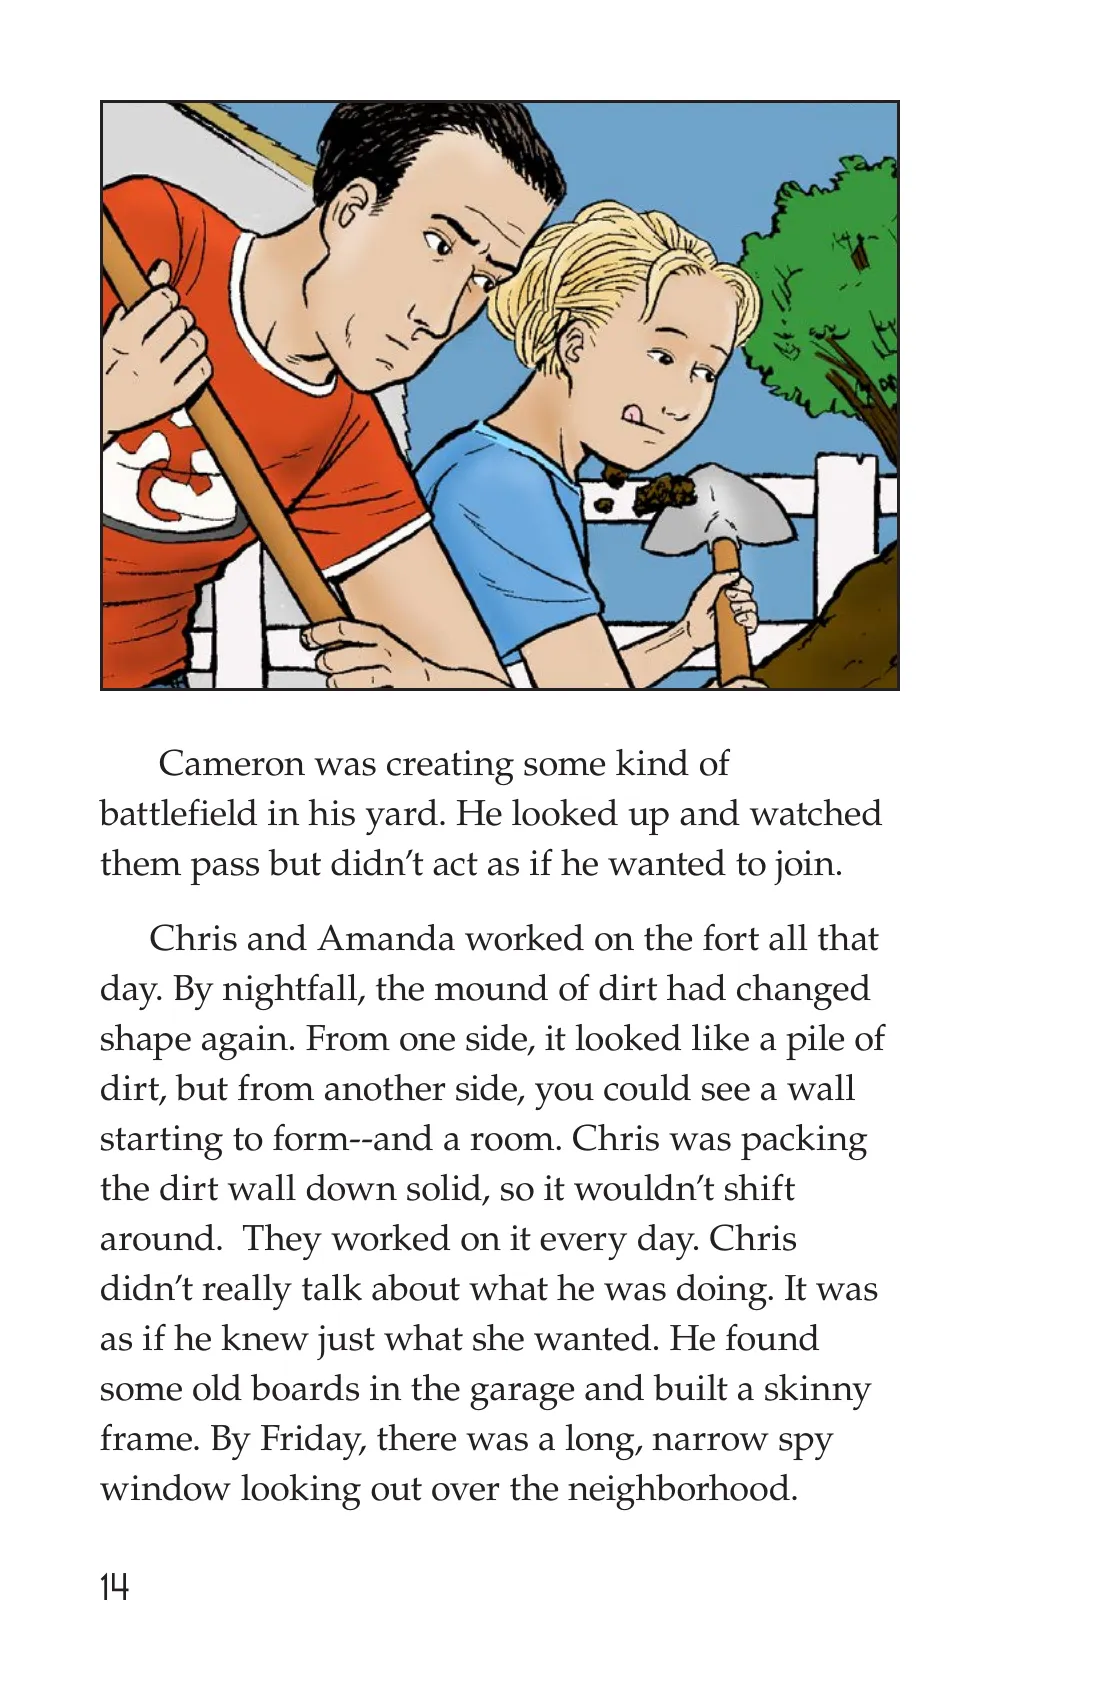 Cameron was creating some kind of
battlefield in his yard. He looked up and watched
them pass but didn’t act as if he wanted to join.
Chris and Amanda worked on the fort all that
day. By nightfall, the mound of dirt had changed
shape again. From one side, it looked like a pile of
dirt, but from another side, you could see a wall
starting to form--and a room. Chris was packing
the dirt wall down solid, so it wouldn’t shift
around.  They worked on it every day. Chris
didn’t really talk about what he was doing. It was
as if he knew just what she wanted. He found
some old boards in the garage and built a skinny
frame. By Friday, there was a long, narrow spy
window looking out over the neighborhood.
14